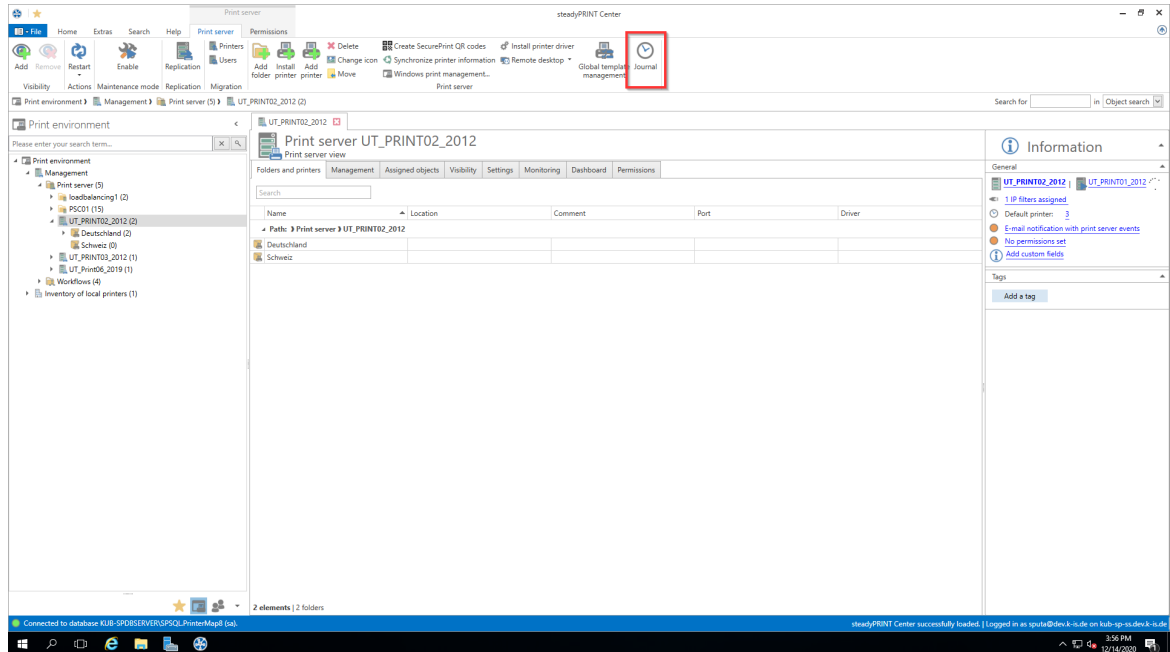 Print server
steadyPRINT Center
File Home Extras Search Help Print server Permissions
Add Remove Restart Enable Replication Printers Users
Add folder Install printer Add printer
Delete Change icon Move
Create SecurePrint QR codes Synchronize printer information Windows print management...
Install printer driver Remote desktop
Global template management Journal
Visibility Actions Maintenance mode Replication Migration Print server
Print environment Management Print server (5) UT_PRINT02_2012 (2)
Search for in Object search
Print environment
Please enter your search term...
Print environment
Management
Print server (5)
loadbalancing1 (2)
PSC01 (15)
UT_PRINT02_2012 (2)
Deutschland (2)
Schweiz (0)
UT_PRINT03_2012 (1)
UT_Print06_2019 (1)
Workflows (4)
Inventory of local printers (1)
UT_PRINT02_2012
Print server UT_PRINT02_2012
Print server view
Folders and printers Management Assigned objects Visibility Settings Monitoring Dashboard Permissions
Search
Name Location Comment Port Driver
Path: Print server UT_PRINT02_2012
Deutschland
Schweiz
2 elements | 2 folders
Information
General
UT_PRINT02_2012 | UT_PRINT01_2012
1 IP filters assigned
Default printer: 3
E-mail notification with print server events
No permissions set
Add custom fields
Tags
Add a tag
Connected to database KUB-SPDBSERVER\SPSQL.PrinterMap8 (sa).
steadyPRINT Center successfully loaded. | Logged in as sputa@dev.k-is.de on kub-sp-ss.dev.k-is.de
3:56 PM
12/14/2020